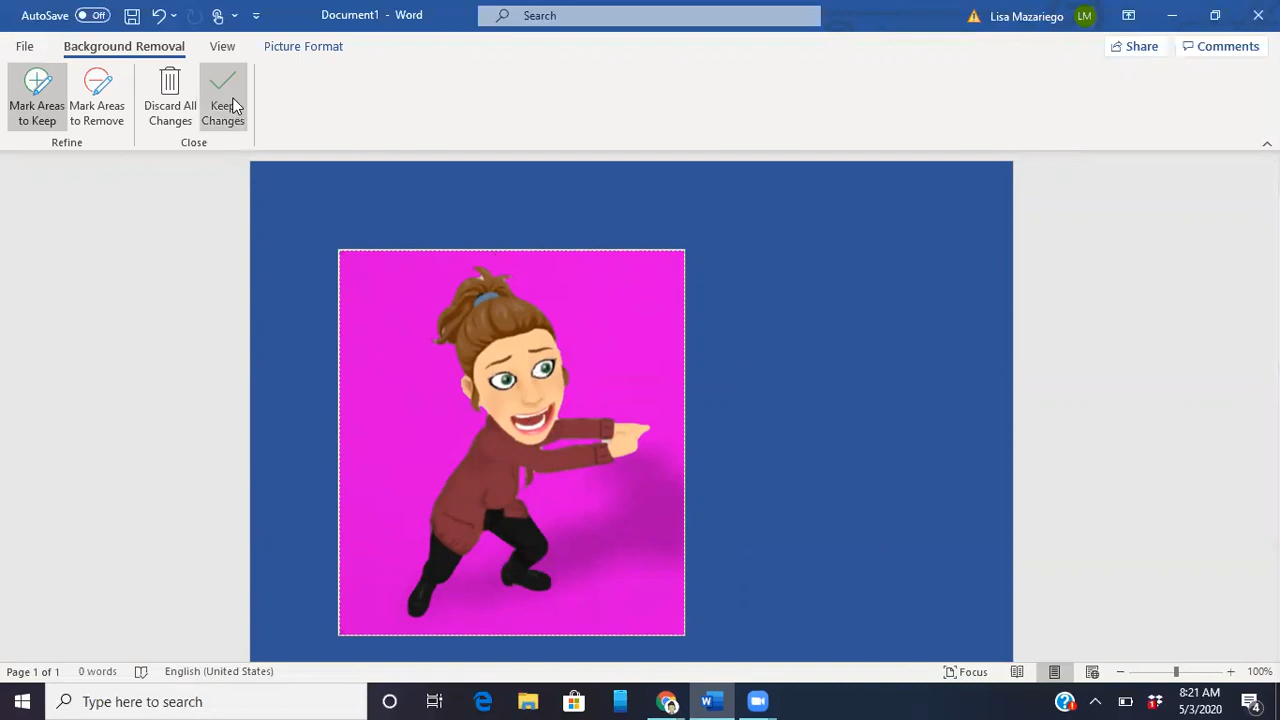 AutoSave Off Document1 - Word Search Lisa Mazariego LM
File Background Removal View Picture Format Share Comments
Mark Areas to Keep
Mark Areas to Remove
Discard All Changes
Keep Changes
Refine Close
Page 1 of 1 0 words English (United States) Focus 100%
Type here to search
8:21 AM
5/3/2020
4